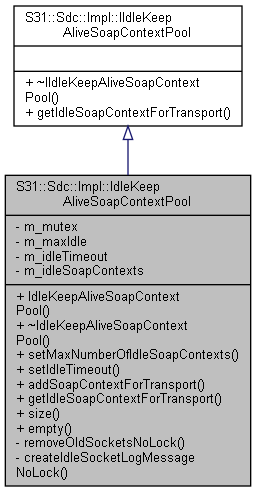 S31::Sdc::Impl::IIdleKeep
AliveSoapContextPool
+ ~IIdleKeepAliveSoapContext
Pool()
+ getIdleSoapContextForTransport()
S31::Sdc::Impl::IdleKeep
AliveSoapContextPool
- m_mutex
- m_maxIdle
- m_idleTimeout
- m_idleSoapContexts
+ IdleKeepAliveSoapContext
Pool()
+ ~IdleKeepAliveSoapContext
Pool()
+ setMaxNumberOfIdleSoapContexts()
+ setIdleTimeout()
+ addSoapContextForTransport()
+ getIdleSoapContextForTransport()
+ size()
+ empty()
- removeOldSocketsNoLock()
- createIdleSocketLogMessage
NoLock()